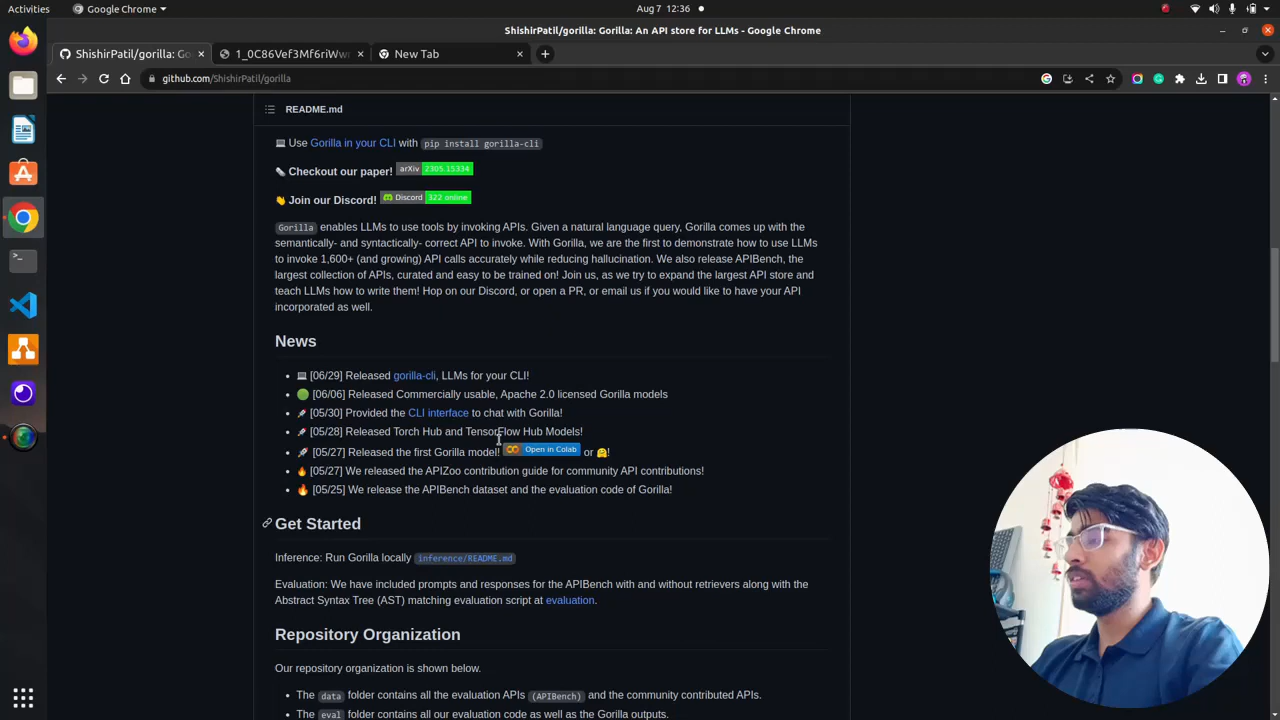 Activities
Google Chrome
Aug 7 12:36
ShishirPatil/gorilla: Gorilla: An API store for LLMs - Google Chrome
ShishirPatil/gorilla: Go
1_0C86Vef3Mf6riWw
New Tab
github.com/ShishirPatil/gorilla
README.md
Use Gorilla in your CLI with pip install gorilla-cli
Checkout our paper! arXiv 2305.15334
Join our Discord! Discord 322 online
Gorilla enables LLMs to use tools by invoking APIs. Given a natural language query, Gorilla comes up with the
semantically- and syntactically- correct API to invoke. With Gorilla, we are the first to demonstrate how to use LLMs
to invoke 1,600+ (and growing) API calls accurately while reducing hallucination. We also release APIBench, the
largest collection of APIs, curated and easy to be trained on! Join us, as we try to expand the largest API store and
teach LLMs how to write them! Hop on our Discord, or open a PR, or email us if you would like to have your API
incorporated as well.
News
[06/29] Released gorilla-cli, LLMs for your CLI!
[06/06] Released Commercially usable, Apache 2.0 licensed Gorilla models
[05/30] Provided the CLI interface to chat with Gorilla!
[05/28] Released Torch Hub and TensorFlow Hub Models!
[05/27] Released the first Gorilla model! Open in Colab or 🤗!
[05/27] We released the APIZoo contribution guide for community API contributions!
[05/25] We release the APIBench dataset and the evaluation code of Gorilla!
Get Started
Inference: Run Gorilla locally inference/README.md
Evaluation: We have included prompts and responses for the APIBench with and without retrievers along with the
Abstract Syntax Tree (AST) matching evaluation script at evaluation.
Repository Organization
Our repository organization is shown below.
The data folder contains all the evaluation APIs (APIBench) and the community contributed APIs.
The eval folder contains all our evaluation code as well as the Gorilla outputs.